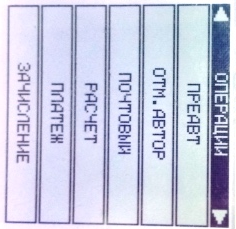 ОПЕРАЦИИ
ПРЕАВТ
ОТМ.АВТОР
ПОЧТОВЫЙ
РАСЧЕТ
ПЛАТЕЖ
ЗАЧИСЛЕНИЕ